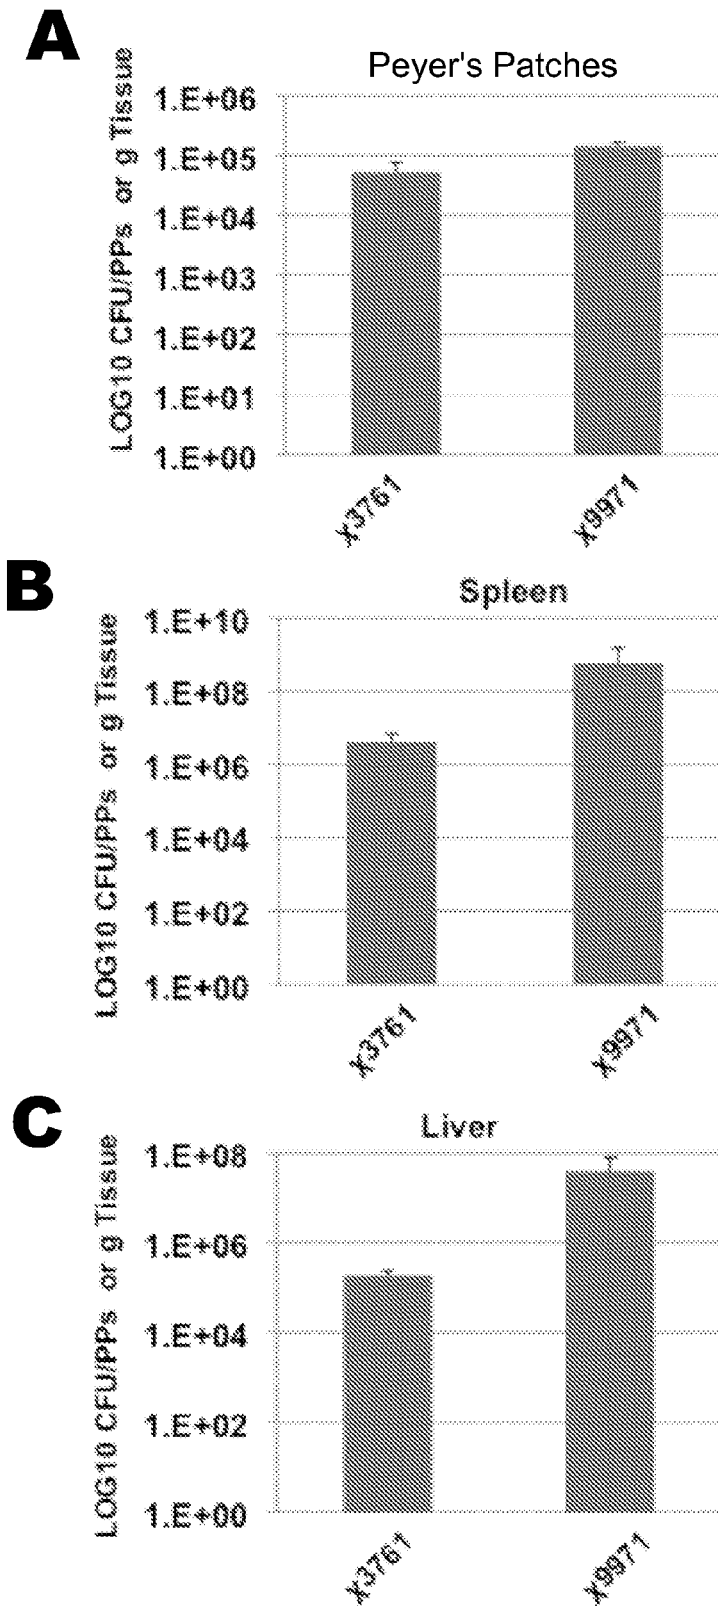 A
Peyer's Patches
LOG10 CFU/PPs or g Tissue
1.E+06
1.E+05
1.E+04
1.E+03
1.E+02
1.E+01
1.E+00
χ3761
χ9971
B
Spleen
LOG10 CFU/PPs or g Tissue
1.E+10
1.E+08
1.E+06
1.E+04
1.E+02
1.E+00
χ3761
χ9971
C
Liver
LOG10 CFU/PPs or g Tissue
1.E+08
1.E+06
1.E+04
1.E+02
1.E+00
χ3761
χ9971